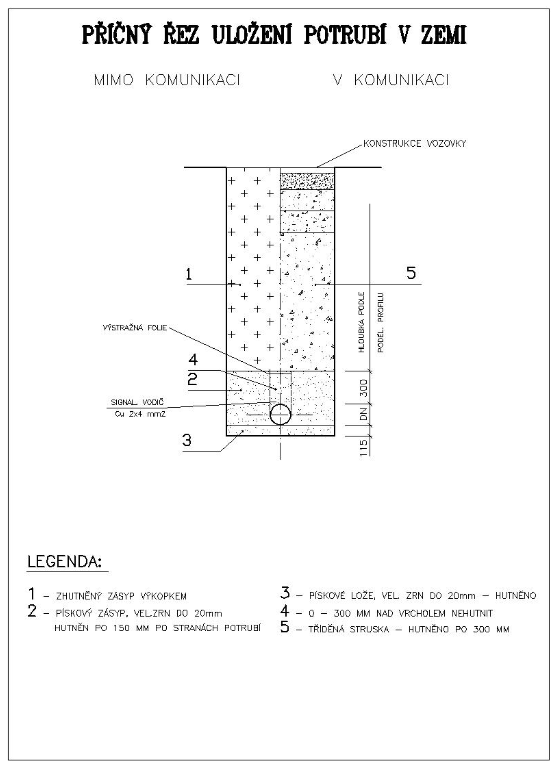 PŘÍČNÝ ŘEZ ULOŽENÍ POTRUBÍ V ZEMI
MIMO KOMUNIKACI
V KOMUNIKACI
KONSTRUKCE VOZOVKY
1
5
HLOUBKA PODLE
PODÉL. PROFILU
VÝSTRAŽNÁ FOLIE
4
2
300
SIGNAL. VODIČ
Cu 2x4 mm2
DN
3
115
LEGENDA:
1 – ZHUTNĚNÝ ZÁSYP VÝKOPKEM
2 – PÍSKOVÝ ZÁSYP, VEL.ZRN DO 20mm
HUTNĚN PO 150 MM PO STRANÁCH POTRUBÍ
3 – PÍSKOVÉ LOŽE, VEL. ZRN DO 20mm – HUTNĚNO
4 – 0 – 300 MM NAD VRCHOLEM NEHUTNIT
5 – TŘÍDĚNÁ STRUSKA – HUTNĚNO PO 300 MM